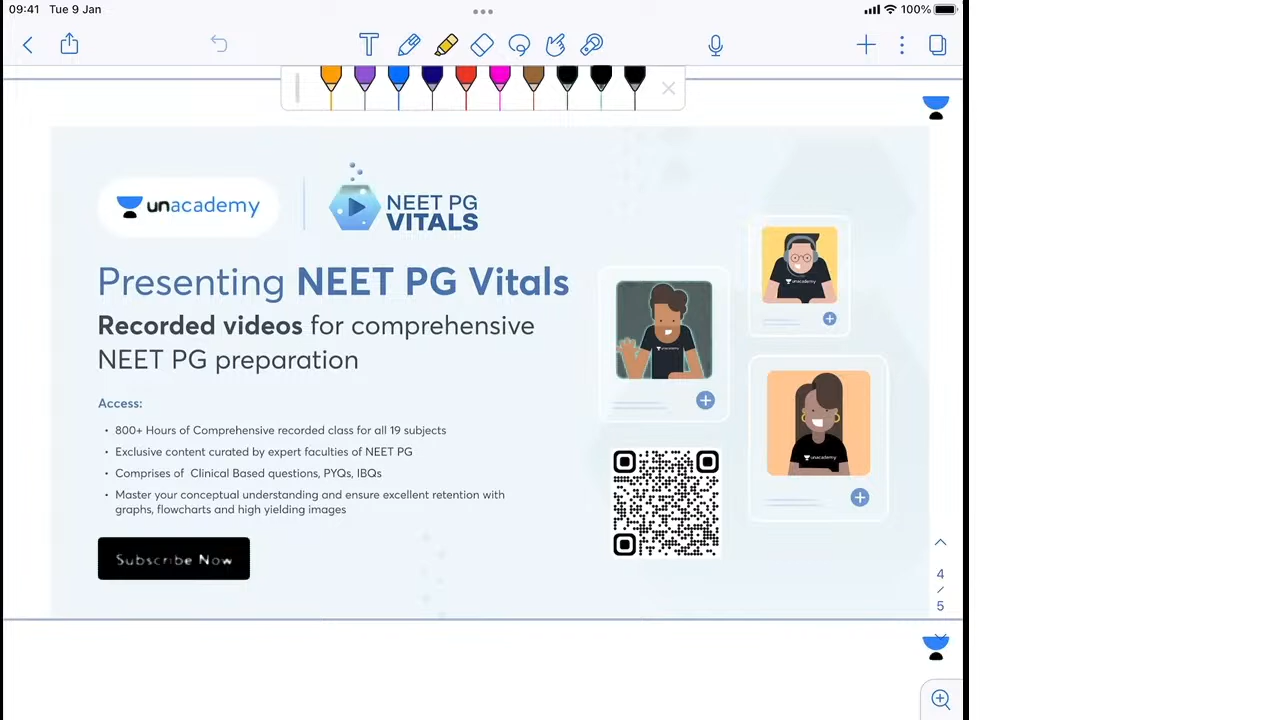 09:41 Tue 9 Jan
100%
T
unacademy
NEET PG
VITALS
Presenting NEET PG Vitals
Recorded videos for comprehensive
NEET PG preparation
Access:
• 800+ Hours of Comprehensive recorded class for all 19 subjects
• Exclusive content curated by expert faculties of NEET PG
• Comprises of Clinical Based questions, PYQs, IBQs
• Master your conceptual understanding and ensure excellent retention with
graphs, flowcharts and high yielding images
Subscribe Now
unacademy
unacademy
unacademy
4
/
5